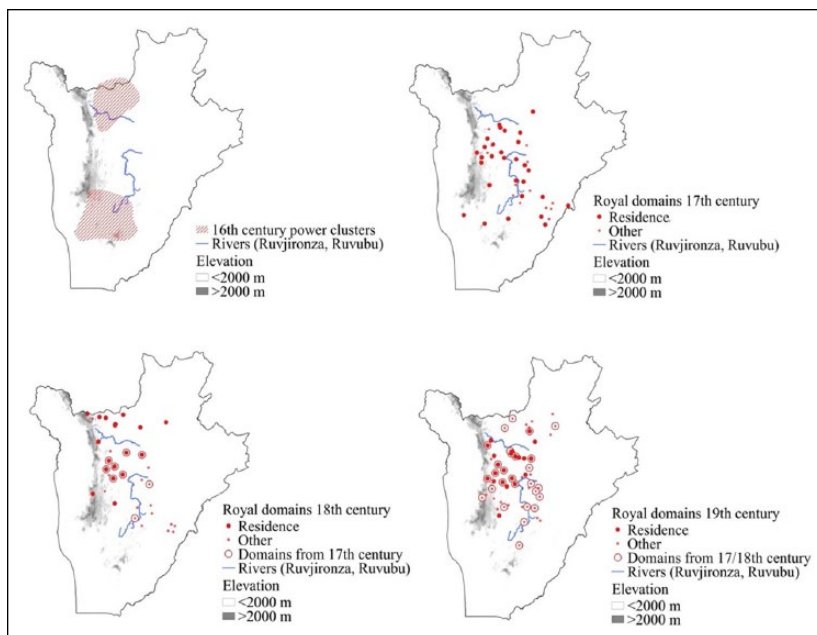 16th century power clusters
Rivers (Ruvjironza, Ruvubu)
Elevation
<2000 m
>2000 m
Royal domains 17th century
Residence
Other
Rivers (Ruvjironza, Ruvubu)
Elevation
<2000 m
>2000 m
Royal domains 18th century
Residence
Other
Domains from 17th century
Rivers (Ruvjironza, Ruvubu)
Elevation
<2000 m
>2000 m
Royal domains 19th century
Residence
Other
Domains from 17/18th century
Rivers (Ruvjironza, Ruvubu)
Elevation
<2000 m
>2000 m